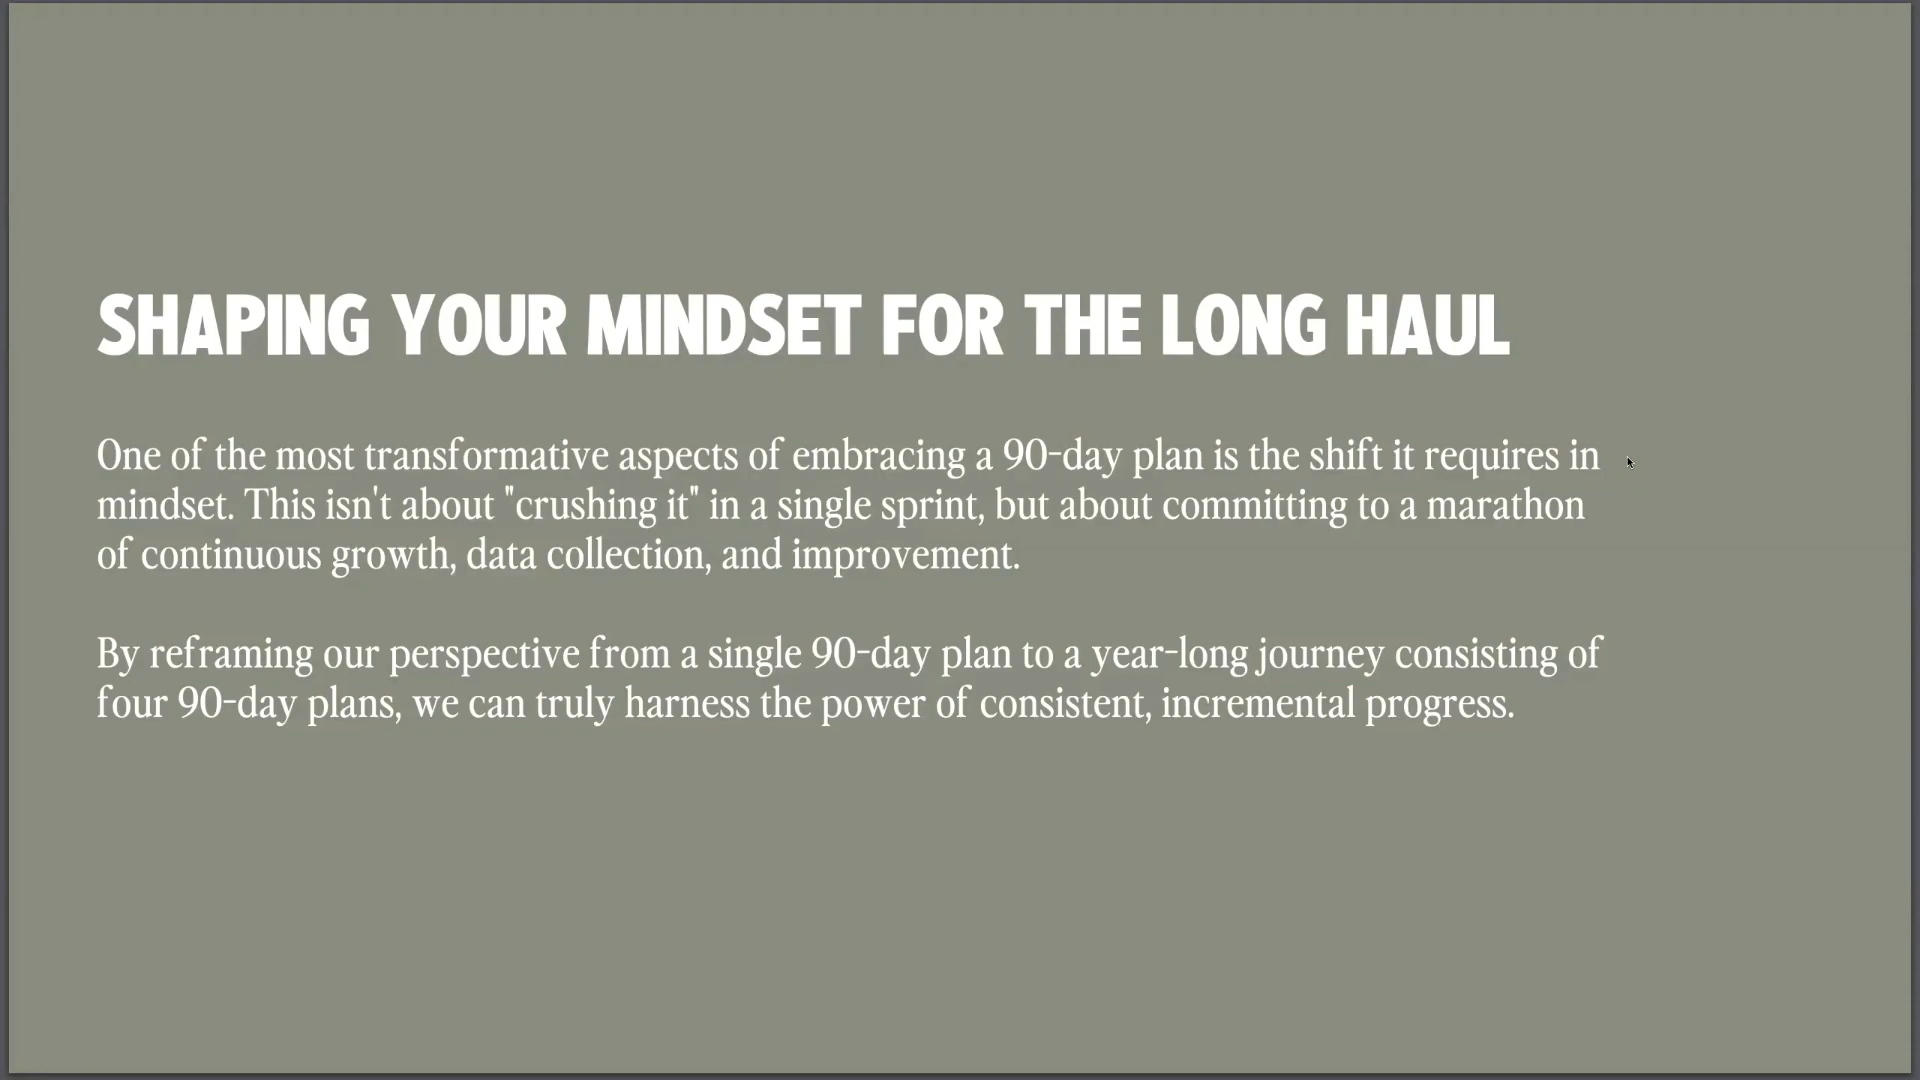 SHAPING YOUR MINDSET FOR THE LONG HAUL
One of the most transformative aspects of embracing a 90-day plan is the shift it requires in
mindset. This isn't about "crushing it" in a single sprint, but about committing to a marathon
of continuous growth, data collection, and improvement.
By reframing our perspective from a single 90-day plan to a year-long journey consisting of
four 90-day plans, we can truly harness the power of consistent, incremental progress.